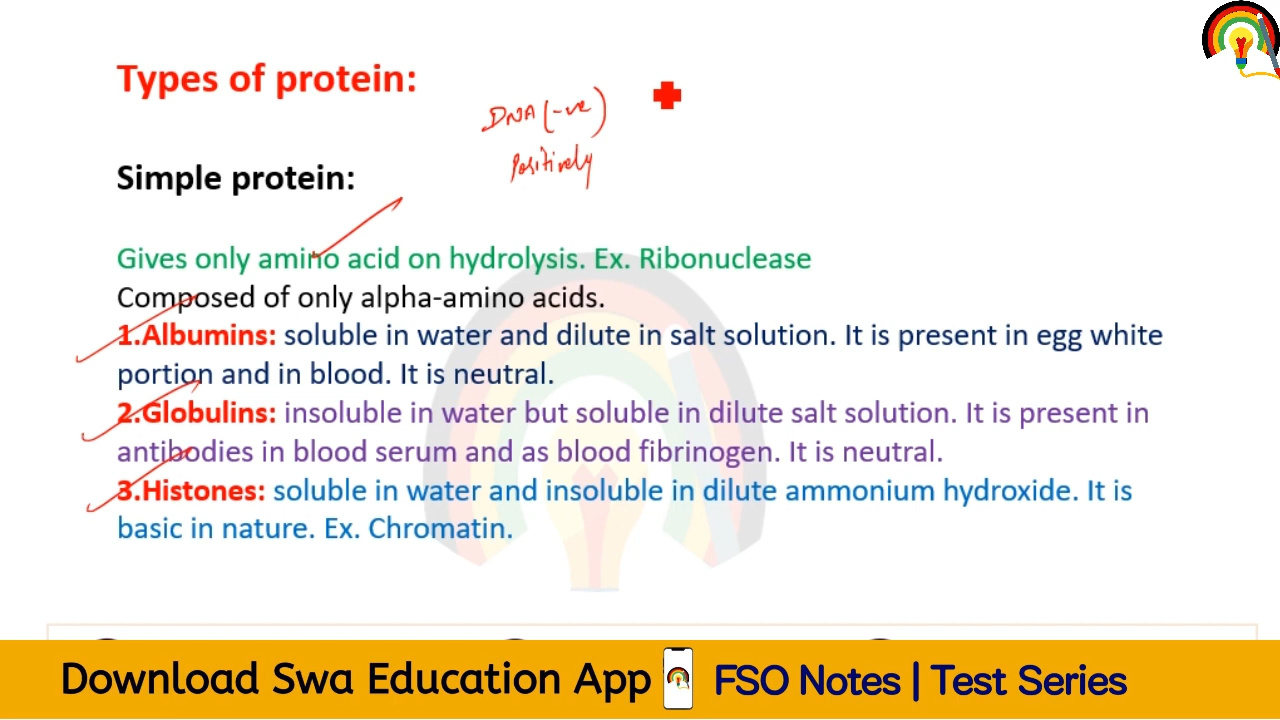 Types of protein:
DNA (-ve)
Positively
Simple protein:
Gives only amino acid on hydrolysis. Ex. Ribonuclease
Composed of only alpha-amino acids.
1.Albumins: soluble in water and dilute in salt solution. It is present in egg white
portion and in blood. It is neutral.
2.Globulins: insoluble in water but soluble in dilute salt solution. It is present in
antibodies in blood serum and as blood fibrinogen. It is neutral.
3.Histones: soluble in water and insoluble in dilute ammonium hydroxide. It is
basic in nature. Ex. Chromatin.
Download Swa Education App FSO Notes | Test Series